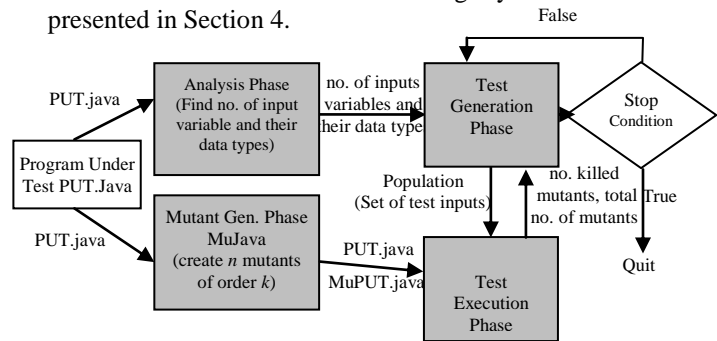 presented in Section 4.
False
PUT.java
Analysis Phase
(Find no. of input
variable and their
data types)
no. of inputs
variables and
their data type
Test
Generation
Phase
Stop
Condition
Program Under
Test PUT.Java
PUT.java
Mutant Gen. Phase
MuJava
(create n mutants
of order k)
Population
(Set of test inputs)
no. killed
mutants, total
no. of mutants
True
PUT.java
MuPUT.java
Test
Execution
Phase
Quit